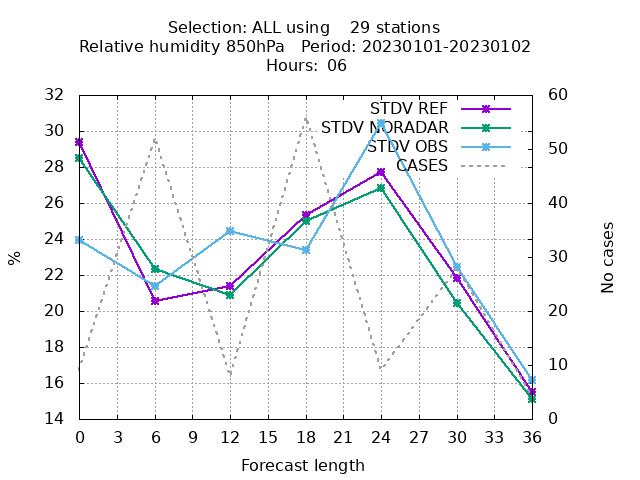 Selection: ALL using 29 stations
Relative humidity 850hPa Period: 20230101-20230102
Hours: 06
32
30
28
26
24
22
20
18
16
14
%
60
50
40
30
20
10
0
No cases
STDV REF
STDV NORADAR
STDV OBS
CASES
0 3 6 9 12 15 18 21 24 27 30 33 36
Forecast length